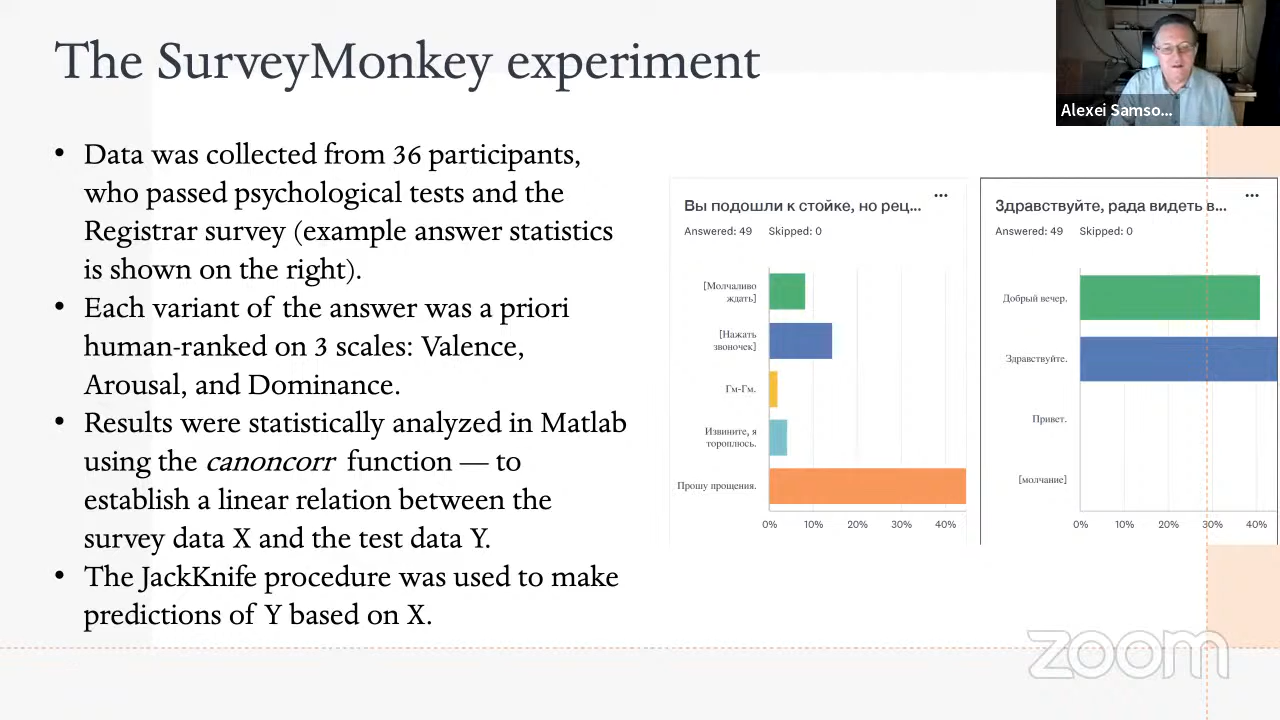 The SurveyMonkey experiment
Alexei Samso...
• Data was collected from 36 participants,
who passed psychological tests and the
Registrar survey (example answer statistics
is shown on the right).
• Each variant of the answer was a priori
human-ranked on 3 scales: Valence,
Arousal, and Dominance.
• Results were statistically analyzed in Matlab
using the canoncorr function — to
establish a linear relation between the
survey data X and the test data Y.
• The JackKnife procedure was used to make
predictions of Y based on X.
Вы подошли к стойке, но рец...
Answered: 49 Skipped: 0
[Молчаливо
ждать]
[Нажать
звоночек]
Гм-Гм.
Извините, я
тороплюсь.
Прошу прощения.
0% 10% 20% 30% 40%
Здравствуйте, рада видеть в...
Answered: 49 Skipped: 0
Добрый вечер.
Здравствуйте.
Привет.
[молчание]
0% 10% 20% 30% 40%
zoom